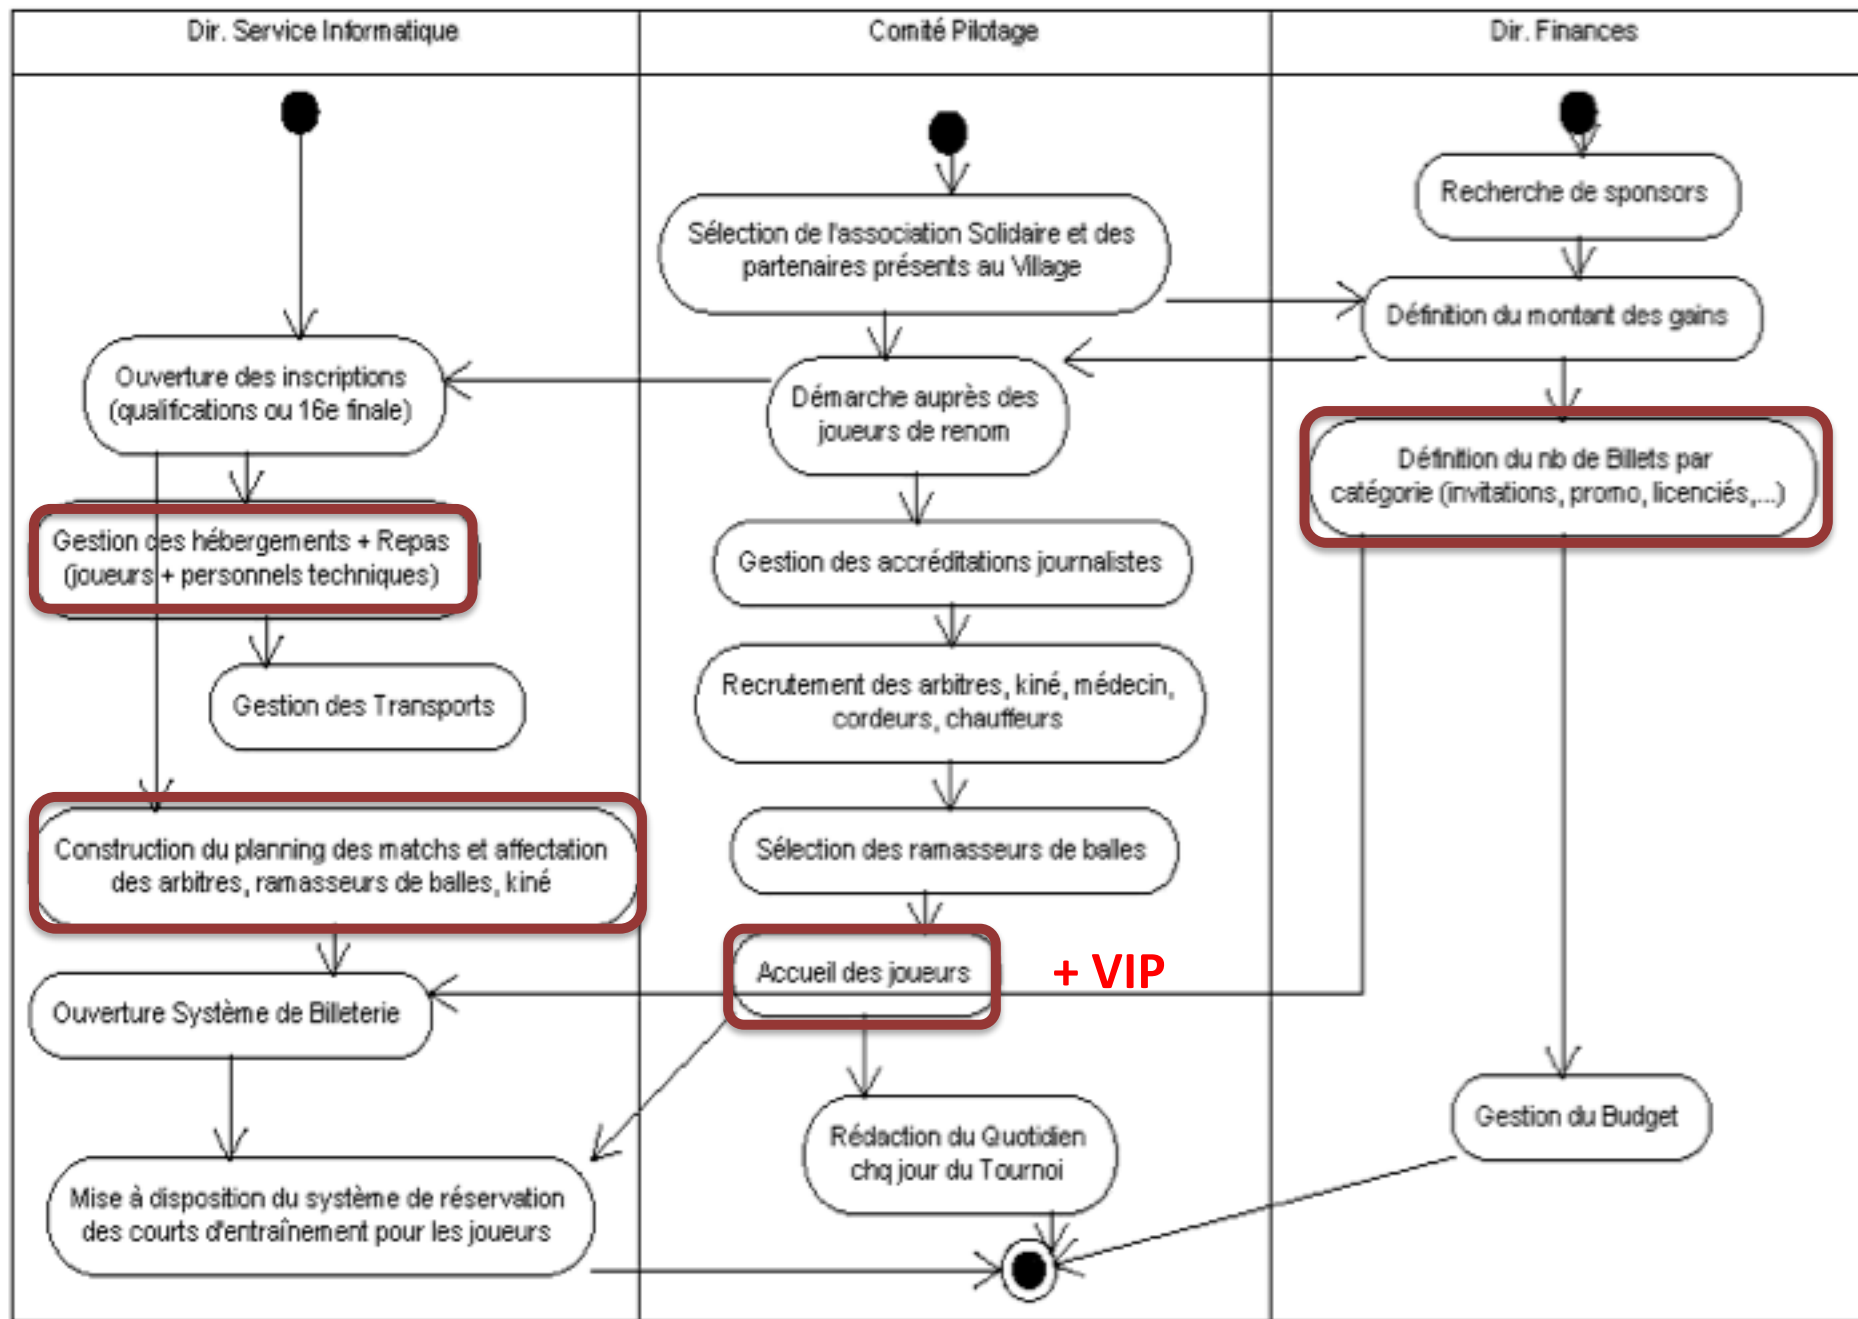 Dir. Service Informatique
Comité Pilotage
Dir. Finances
Recherche de sponsors
Sélection de l'association Solidaire et des
partenaires présents au Village
Définition du montant des gains
Ouverture des inscriptions
(qualifcations ou 16e finale)
Démarche auprès des
joueurs de renom
Définition du nb de Billets par
catégorie (invitations, promo, licenciés,...)
Gestion des hébergements + Repas
(joueurs + personnels techniques)
Gestion des accréditations journalistes
Gestion des Transports
Recrutement des arbitres, kiné, médecin,
cordeurs, chauffeurs
Construction du planning des matchs et affectation
des arbitres, ramasseurs de balles, kiné
Sélection des ramasseurs de balles
Accueil des joueurs
+ VIP
Ouverture Système de Billeterie
Gestion du Budget
Rédaction du Quotidien
chq jour du Tournoi
Mise à disposition du système de réservation
des courts d'entraînement pour les joueurs